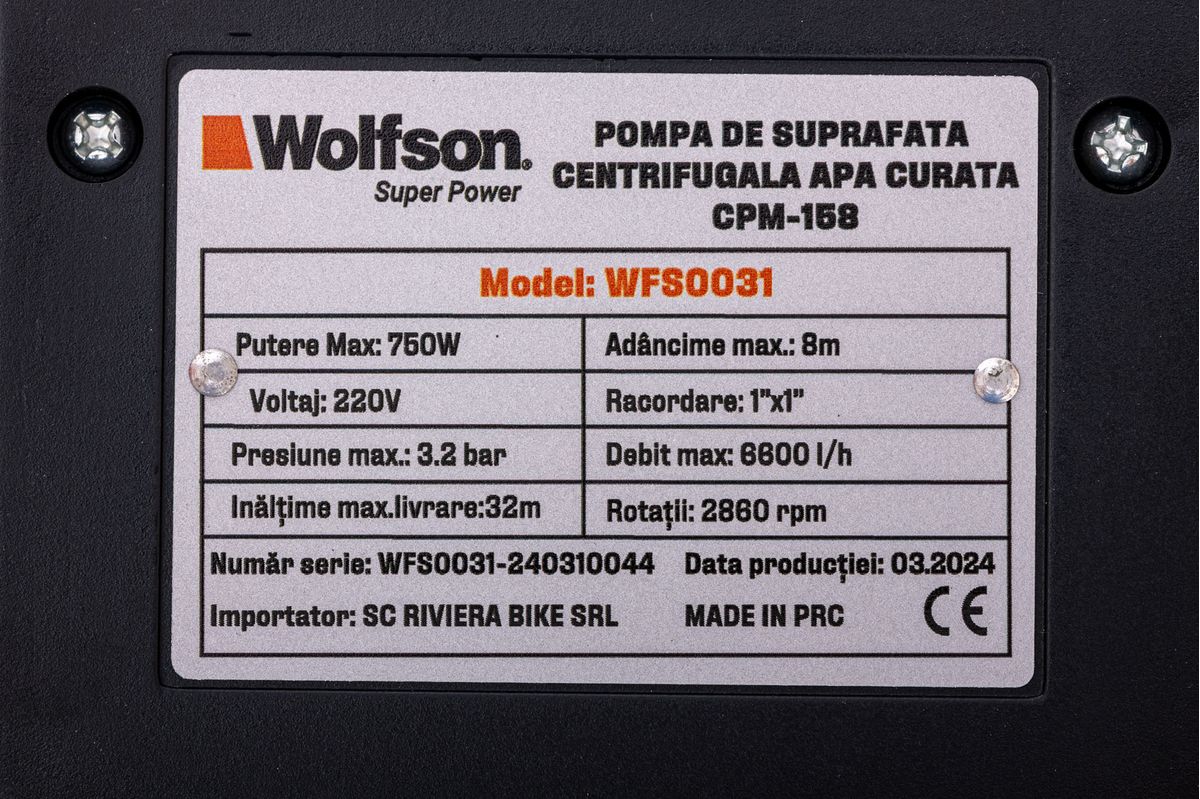 Wolfson®
Super Power
POMPA DE SUPRAFATA
CENTRIFUGALA APA CURATA
CPM-158
Model: WFS0031
Putere Max: 750W
Adâncime max.: 8m
Voltaj: 220V
Racordare: 1"x1"
Presiune max.: 3.2 bar
Debit max: 6600 l/h
Inălțime max.livrare:32m
Rotații: 2860 rpm
Număr serie: WFS0031-240310044
Data producției: 03.2024
Importator: SC RIVIERA BIKE SRL
MADE IN PRC
CE